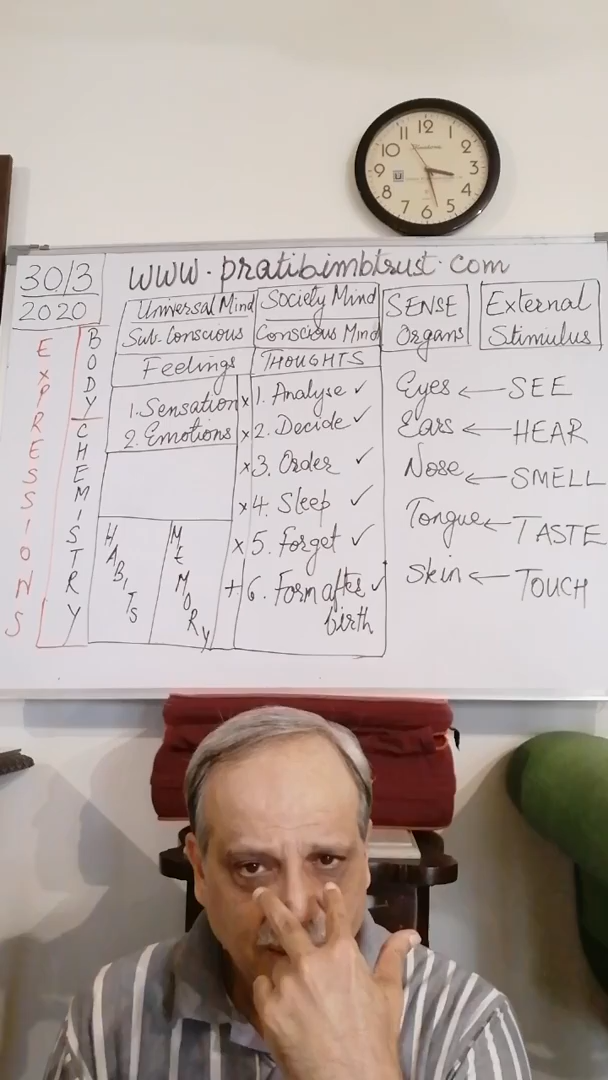 30/3
2020
www.pratibimbtrust.com
Universal Mind
Society Mind
SENSE
Organs
External
Stimulus
Sub-Conscious
Conscious Mind
Feelings
THOUGHTS
1. Sensation
2. Emotions
x 1. Analyse ✓
x 2. Decide ✓
x 3. Order ✓
x 4. Sleep ✓
x 5. Forget ✓
+ 6. Form after ✓
birth
Eyes ← SEE
Ears ← HEAR
Nose ← SMELL
Tongue ← TASTE
Skin ← TOUCH
EXPRESSIONS
BODY
CHEMISTRY
HABITS
MEMORY
12
1
2
3
4
5
6
7
8
9
10
11